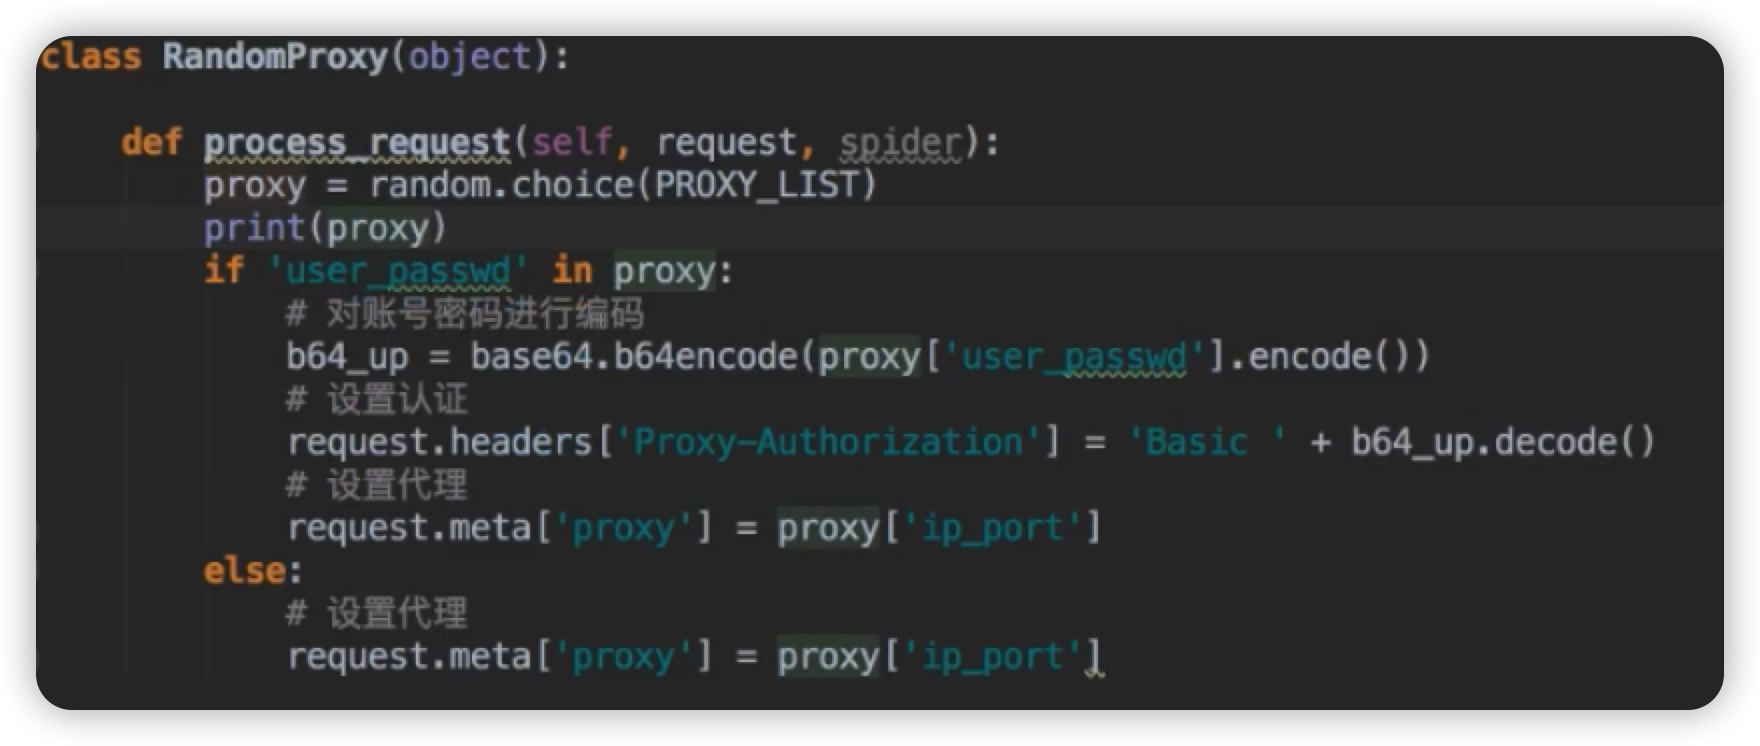 class RandomProxy(object):
def process_request(self, request, spider):
proxy = random.choice(PROXY_LIST)
print(proxy)
if 'user_passwd' in proxy:
# 对账号密码进行编码
b64_up = base64.b64encode(proxy['user_passwd'].encode())
# 设置认证
request.headers['Proxy-Authorization'] = 'Basic ' + b64_up.decode()
# 设置代理
request.meta['proxy'] = proxy['ip_port']
else:
# 设置代理
request.meta['proxy'] = proxy['ip_port']